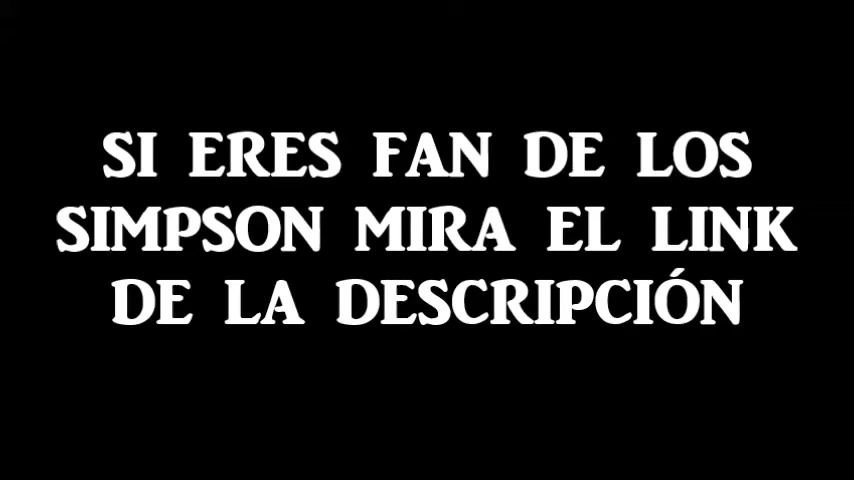 SI ERES FAN DE LOS
SIMPSON MIRA EL LINK
DE LA DESCRIPCIÓN